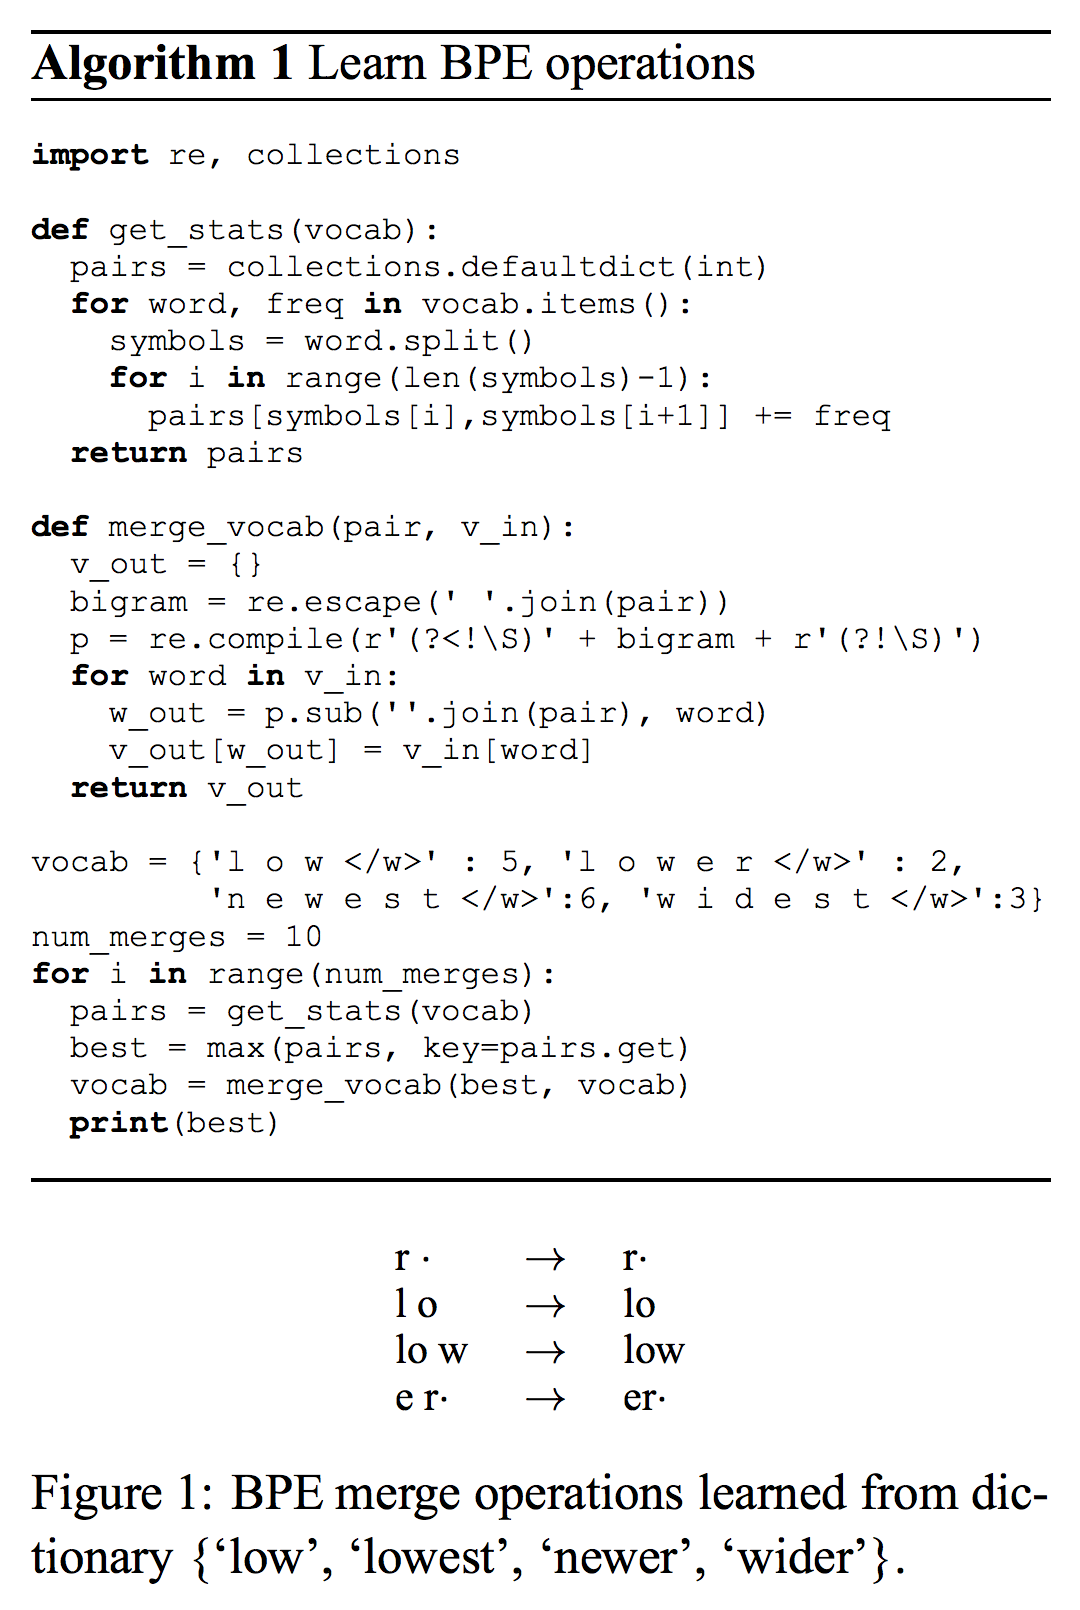 Algorithm 1 Learn BPE operations
import re, collections
def get_stats(vocab):
  pairs = collections.defaultdict(int)
  for word, freq in vocab.items():
    symbols = word.split()
    for i in range(len(symbols)-1):
      pairs[symbols[i],symbols[i+1]] += freq
  return pairs
def merge_vocab(pair, v_in):
  v_out = {}
  bigram = re.escape(' '.join(pair))
  p = re.compile(r'(?<!\S)' + bigram + r'(?!\S)')
  for word in v_in:
    w_out = p.sub(''.join(pair), word)
    v_out[w_out] = v_in[word]
  return v_out
vocab = {'l o w </w>' : 5, 'l o w e r </w>' : 2,
         'n e w e s t </w>':6, 'w i d e s t </w>':3}
num_merges = 10
for i in range(num_merges):
  pairs = get_stats(vocab)
  best = max(pairs, key=pairs.get)
  vocab = merge_vocab(best, vocab)
  print(best)
r · → r·
l o → lo
lo w → low
e r· → er·
Figure 1: BPE merge operations learned from dic-
tionary {‘low’, ‘lowest’, ‘newer’, ‘wider’}.